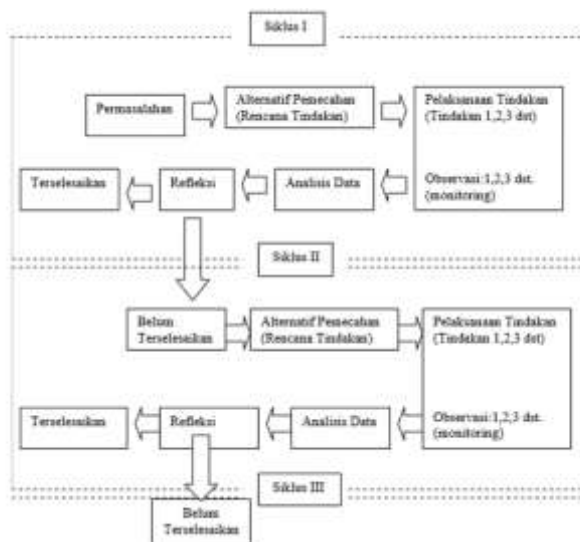 Siklus I
Permasalahan
Alternatif Pemecahan
(Rencana Tindakan)
Pelaksanaan Tindakan
(Tindakan 1,2,3 dst)
Observasi:1,2,3 dst.
(monitoring)
Analisis Data
Refleksi
Terselesaikan
Siklus II
Belum
Terselesaikan
Alternatif Pemecahan
(Rencana Tindakan)
Pelaksanaan Tindakan
(Tindakan 1,2,3 dst)
Observasi:1,2,3 dst.
(monitoring)
Analisis Data
Refleksi
Terselesaikan
Siklus III
Belum
Terselesaikan